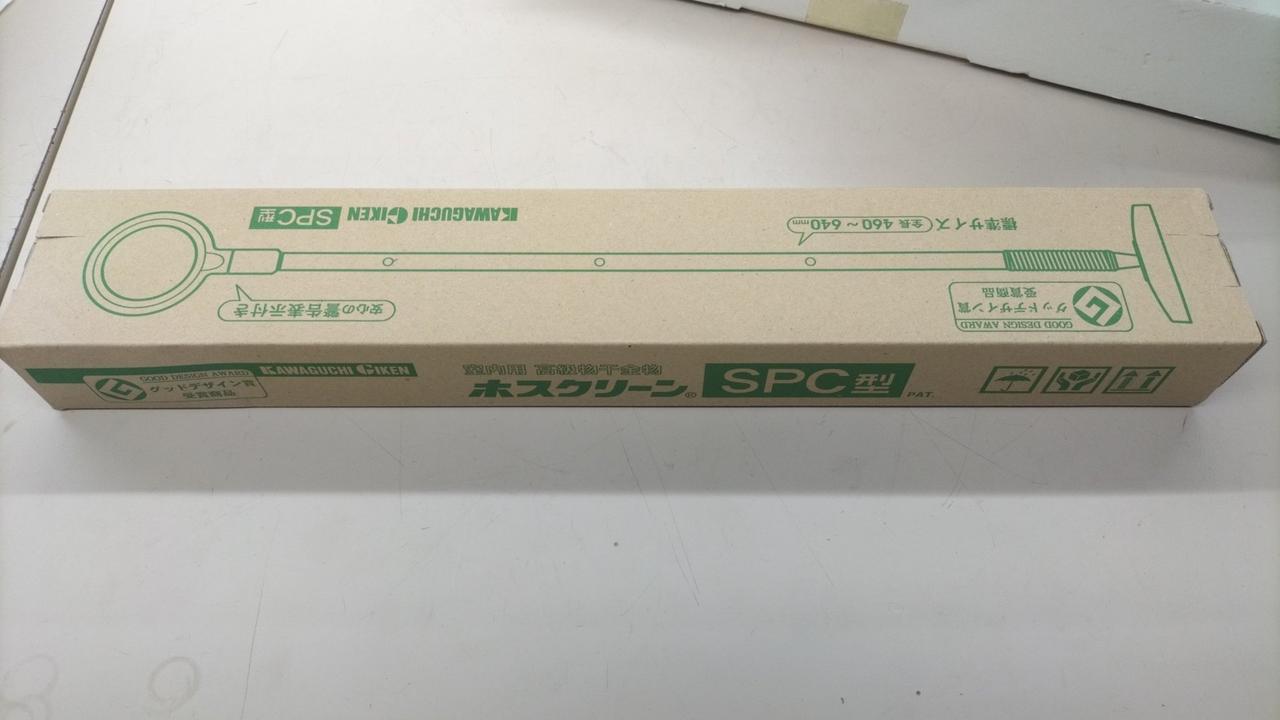 KAWAGUCHI GIKEN SPC型
標準サイズ 全長 460～640mm
安心の警告表示付き
GOOD DESIGN AWARD
グッドデザイン賞
受賞商品
KAWAGUCHI GIKEN
GOOD DESIGN AWARD
グッドデザイン賞
受賞商品
室内用 高級物干金物
ホスクリーン® SPC型 PAT.